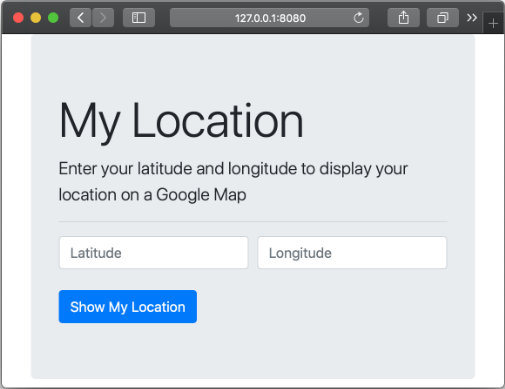 127.0.0.1:8080
My Location
Enter your latitude and longitude to display your
location on a Google Map
Latitude Longitude
Show My Location